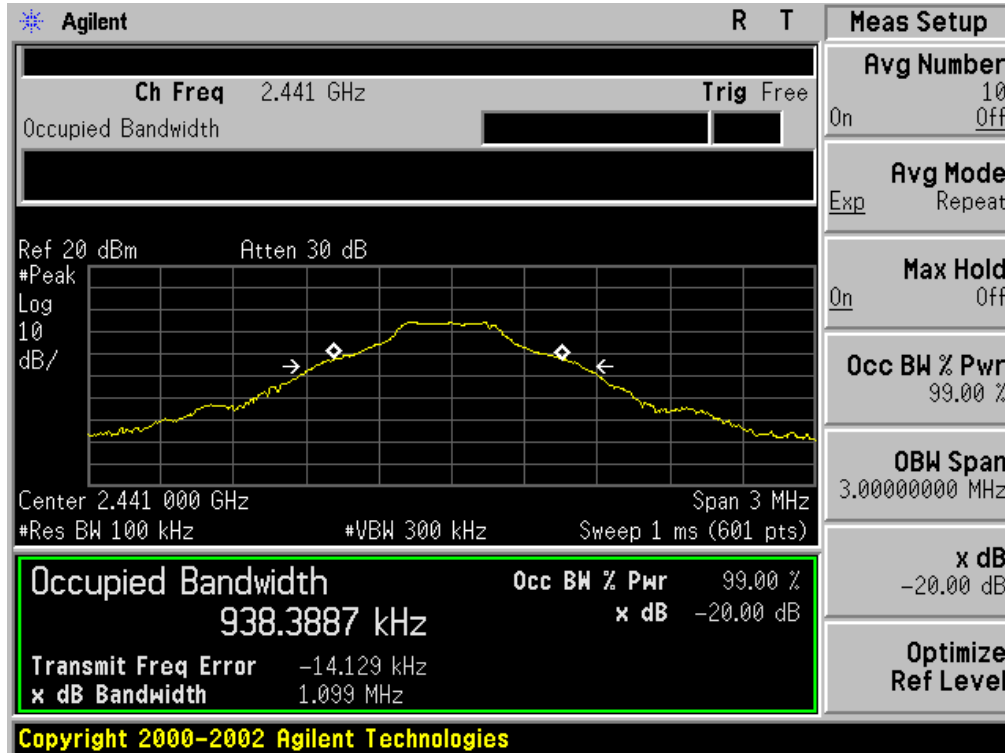 Agilent R T
Ch Freq 2.441 GHz Trig Free
Occupied Bandwidth
Ref 20 dBm Atten 30 dB
#Peak
Log
10
dB/
Center 2.441 000 GHz Span 3 MHz
#Res BW 100 kHz #VBW 300 kHz Sweep 1 ms (601 pts)
Occupied Bandwidth
938.3887 kHz
Occ BW % Pwr 99.00 %
x dB -20.00 dB
Transmit Freq Error -14.129 kHz
x dB Bandwidth 1.099 MHz
Meas Setup
Avg Number
10
On Off
Avg Mode
Exp Repeat
Max Hold
On Off
Occ BW % Pwr
99.00 %
OBW Span
3.00000000 MHz
x dB
-20.00 dB
Optimize
Ref Level
Copyright 2000-2002 Agilent Technologies